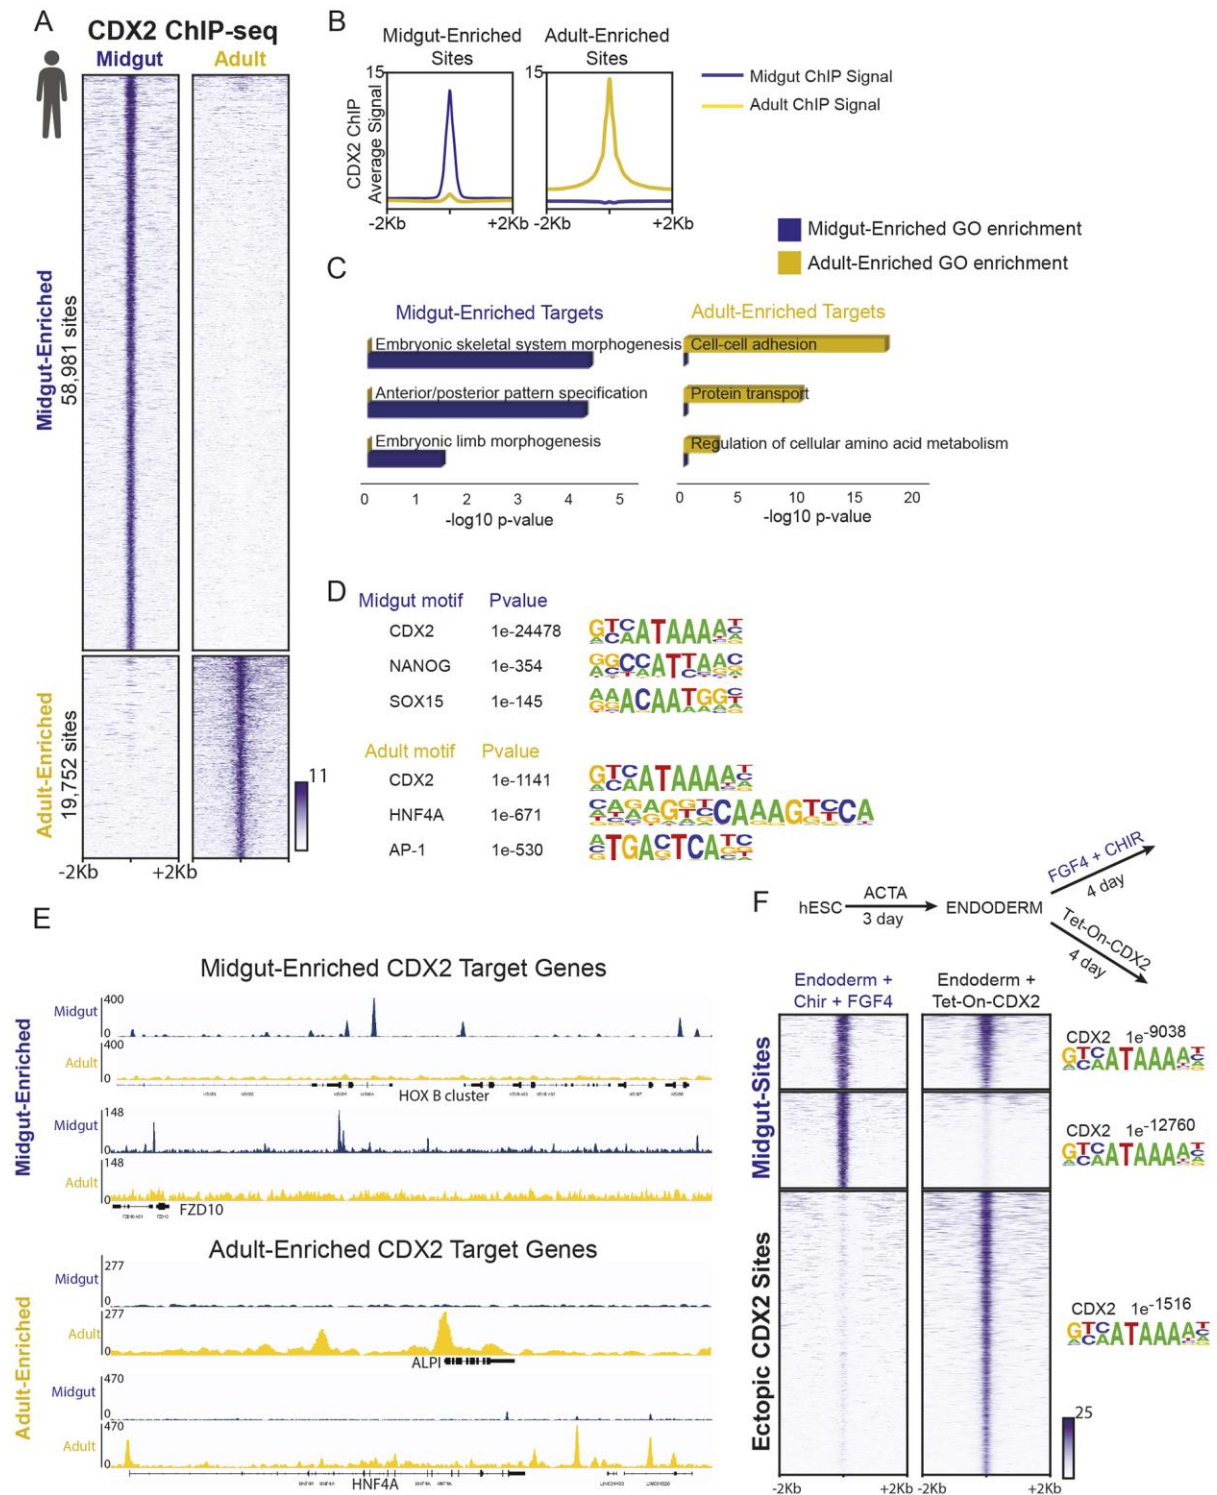 A
CDX2 ChIP-seq
Midgut
Adult
Midgut-Enriched
58,981 sites
Adult-Enriched
19,752 sites
11
-2Kb
+2Kb
B
Midgut-Enriched
Sites
Adult-Enriched
Sites
15
15
CDX2 ChIP
Average Signal
-2Kb
+2Kb
-2Kb
+2Kb
Midgut ChIP Signal
Adult ChIP Signal
Midgut-Enriched GO enrichment
Adult-Enriched GO enrichment
C
Midgut-Enriched Targets
Embryonic skeletal system morphogenesis
Anterior/posterior pattern specification
Embryonic limb morphogenesis
0 1 2 3 4 5
-log10 p-value
Adult-Enriched Targets
Cell-cell adhesion
Protein transport
Regulation of cellular amino acid metabolism
0 5 10 15 20
-log10 p-value
D
Midgut motif Pvalue
CDX2 1e-24478
NANOG 1e-354
SOX15 1e-145
Adult motif Pvalue
CDX2 1e-1141
HNF4A 1e-671
AP-1 1e-530
E
Midgut-Enriched CDX2 Target Genes
Midgut-Enriched
Midgut
400
0
Adult
400
0
HOX B cluster
Midgut
148
0
Adult
148
0
FZD10
Adult-Enriched CDX2 Target Genes
Adult-Enriched
Midgut
277
0
Adult
277
0
ALPI
Midgut
470
0
Adult
470
0
HNF4A
F
hESC
ACTA
3 day
ENDODERM
FGF4 + CHIR
4 day
Tet-On-CDX2
4 day
Endoderm +
Chir + FGF4
Endoderm +
Tet-On-CDX2
Midgut-Sites
Ectopic CDX2 Sites
CDX2 1e-9038
CDX2 1e-12760
CDX2 1e-1516
25
-2Kb
+2Kb
-2Kb
+2Kb